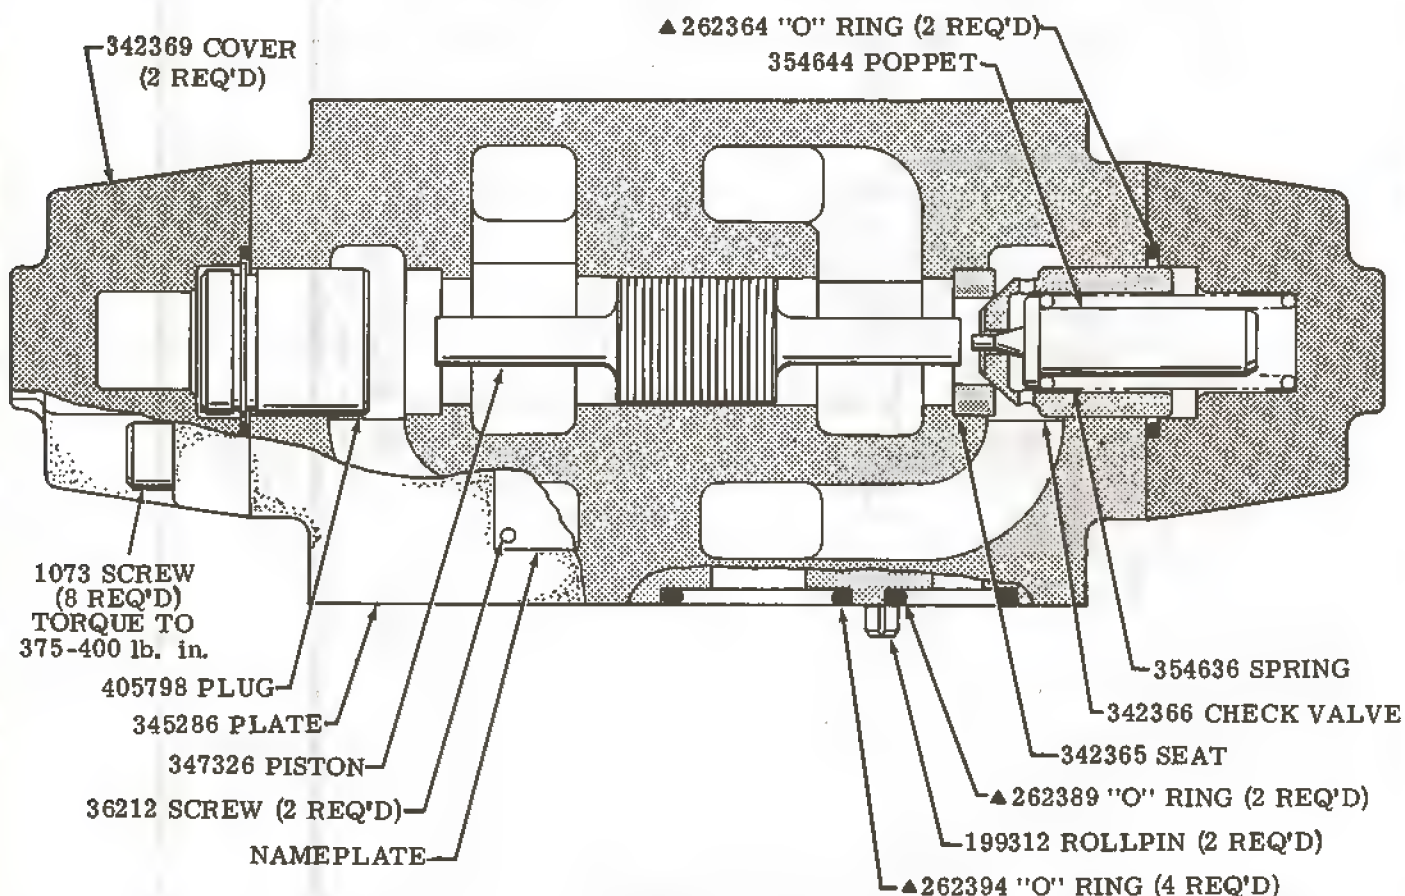 342369 COVER
(2 REQ'D)
▲262364 "O" RING (2 REQ'D)
354644 POPPET
1073 SCREW
(8 REQ'D)
TORQUE TO
375-400 lb. in.
405798 PLUG
345286 PLATE
347326 PISTON
36212 SCREW (2 REQ'D)
NAMEPLATE
354636 SPRING
342366 CHECK VALVE
342365 SEAT
▲262389 "O" RING (2 REQ'D)
199312 ROLLPIN (2 REQ'D)
▲262394 "O" RING (4 REQ'D)